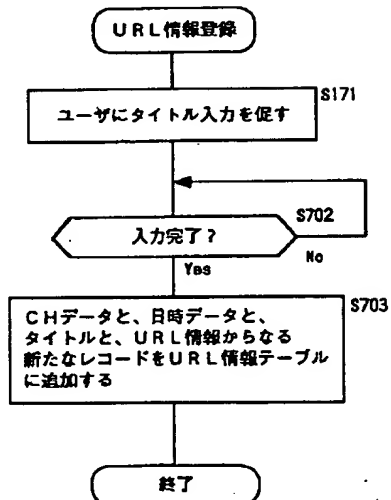 URL情報登録
S171
ユーザにタイトル入力を促す
S702
入力完了?
No
Yes
S703
CHデータと、日時データと、
タイトルと、URL情報からなる
新たなレコードをURL情報テーブル
に追加する
終了